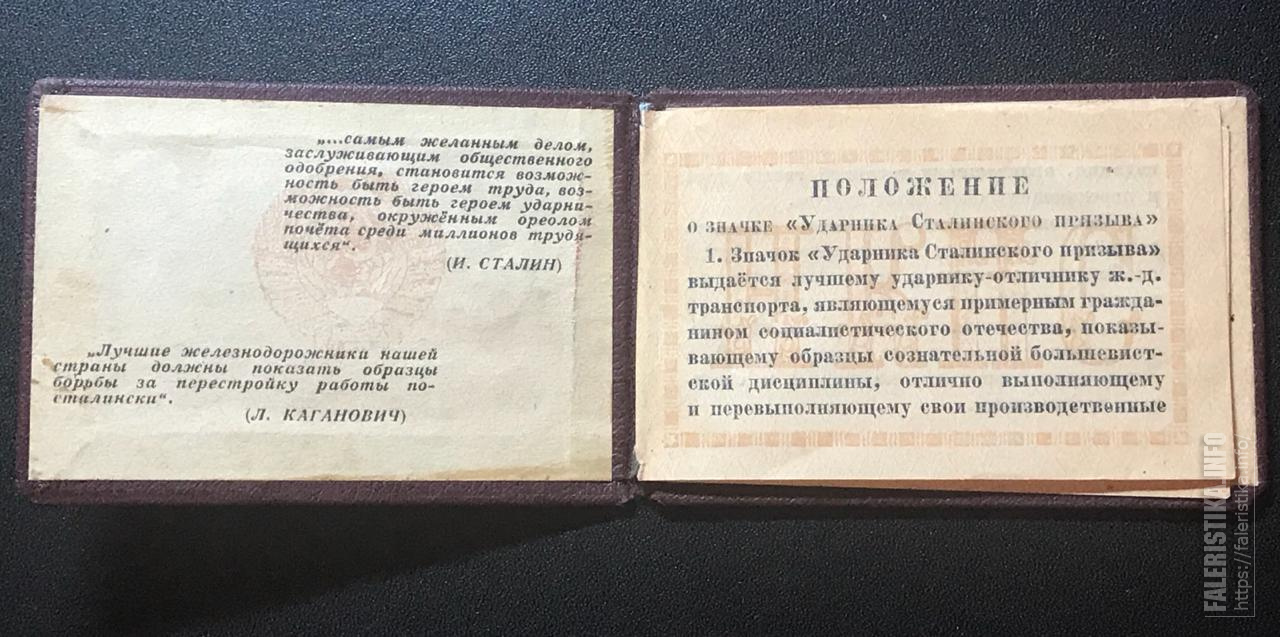 „...самым желанным делом,
заслуживающим общественного
одобрения, становится возмож-
ность быть героем труда, воз-
можность быть героем ударни-
чества, окружённым ореолом
почёта среди миллионов трудя-
щихся“.
(И. СТАЛИН)
„Лучшие железнодорожники нашей
страны должны показать образцы
борьбы за перестройку работы по-
сталински“.
(Л. КАГАНОВИЧ)
ПОЛОЖЕНИЕ
О ЗНАЧКЕ «УДАРНИКА СТАЛИНСКОГО ПРИЗЫВА»
1. Значок «Ударника Сталинского призыва»
выдаётся лучшему ударнику-отличнику ж.-д.
транспорта, являющемуся примерным гражда-
нином социалистического отечества, показы-
вающему образцы сознательной большевист-
ской дисциплины, отлично выполняющему
и перевыполняющему свои производственные
FALERISTIKA.INFO
https://faleristika.info/